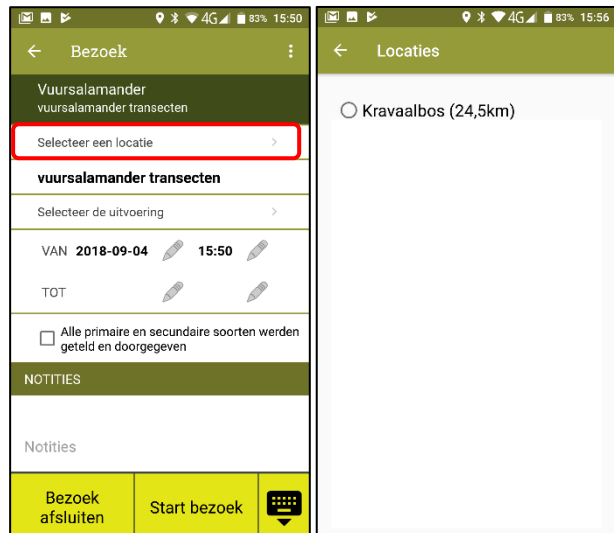 4G 83% 15:50
Bezoek
Vuursalamander
vuursalamander transecten
Selecteer een locatie
vuursalamander transecten
Selecteer de uitvoering
VAN 2018-09-04 15:50
TOT
Alle primaire en secundaire soorten werden
geteld en doorgegeven
NOTITIES
Notities
Bezoek
afsluiten
Start bezoek
4G 83% 15:56
Locaties
Kravaalbos (24,5km)